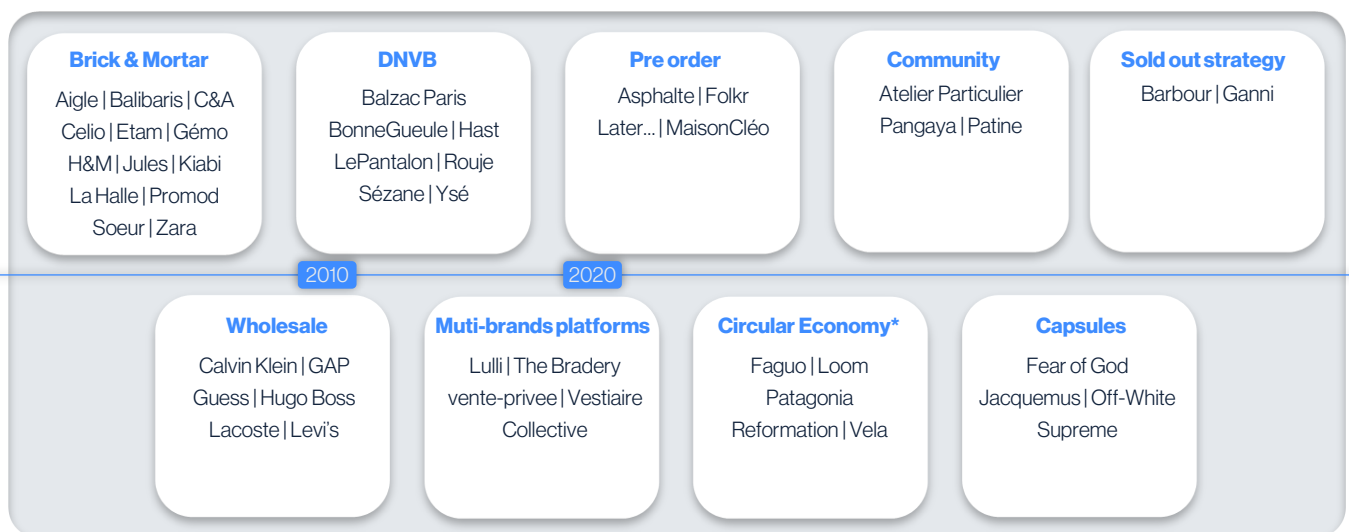 Brick & Mortar
Aigle | Balibaris | C&A
Celio | Etam | Gémo
H&M | Jules | Kiabi
La Halle | Promod
Soeur | Zara
DNVB
Balzac Paris
BonneGueule | Hast
LePantalon | Rouje
Sézane | Ysé
Pre order
Asphalte | Folkr
Later... | MaisonCléo
Community
Atelier Particulier
Pangaya | Patine
Sold out strategy
Barbour | Ganni
2010
2020
Wholesale
Calvin Klein | GAP
Guess | Hugo Boss
Lacoste | Levi's
Muti-brands platforms
Lulli | The Bradery
vente-privee | Vestiaire
Collective
Circular Economy*
Faguo | Loom
Patagonia
Reformation | Vela
Capsules
Fear of God
Jacquemus | Off-White
Supreme